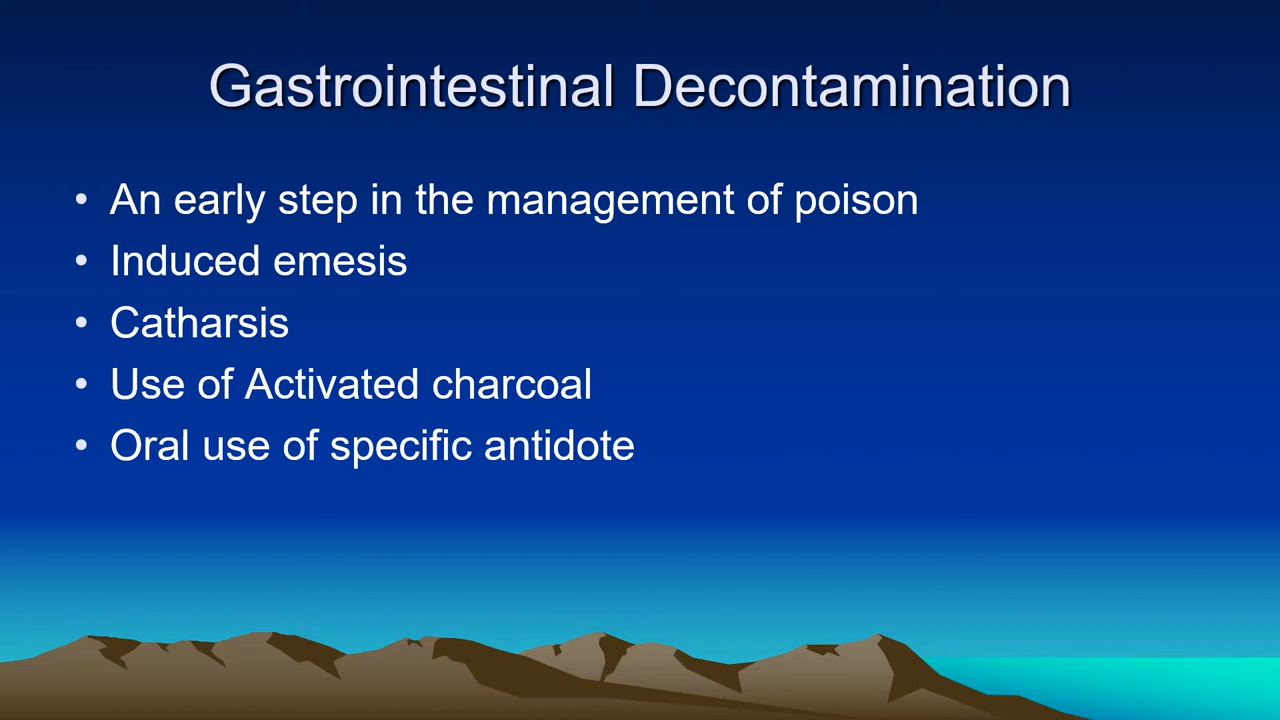 Gastrointestinal Decontamination
• An early step in the management of poison
• Induced emesis
• Catharsis
• Use of Activated charcoal
• Oral use of specific antidote